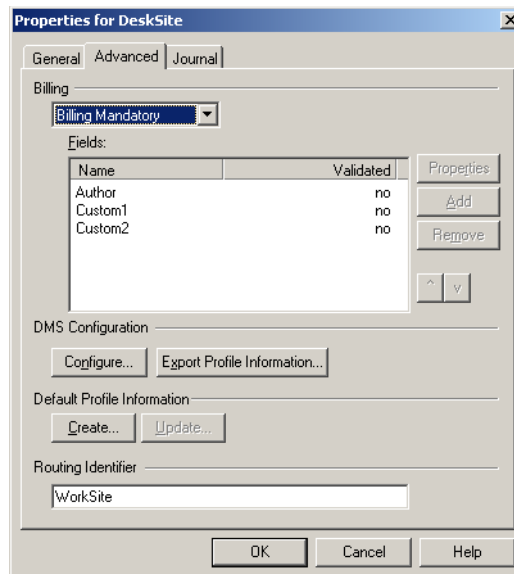 Properties for DeskSite
General Advanced Journal
Billing
Billing Mandatory
Fields:
Name Validated
Properties
Author no
Custom1 no
Add
Custom2 no
Remove
^ v
DMS Configuration
Configure... Export Profile Information...
Default Profile Information
Create... Update...
Routing Identifier
WorkSite
OK Cancel Help